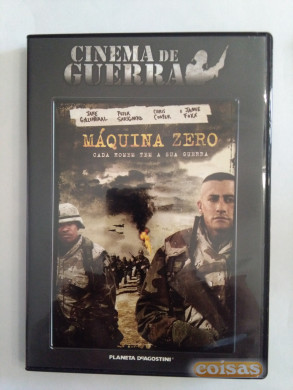 CINEMA DE
GUERRA
JAKE GYLLENHAAL
PETER SARSGAARD
CHRIS COOPER
E JAMIE FOXX
MÁQUINA ZERO
CADA HOMEM TEM A SUA GUERRA
PLANETA DeAGOSTINI
coisas